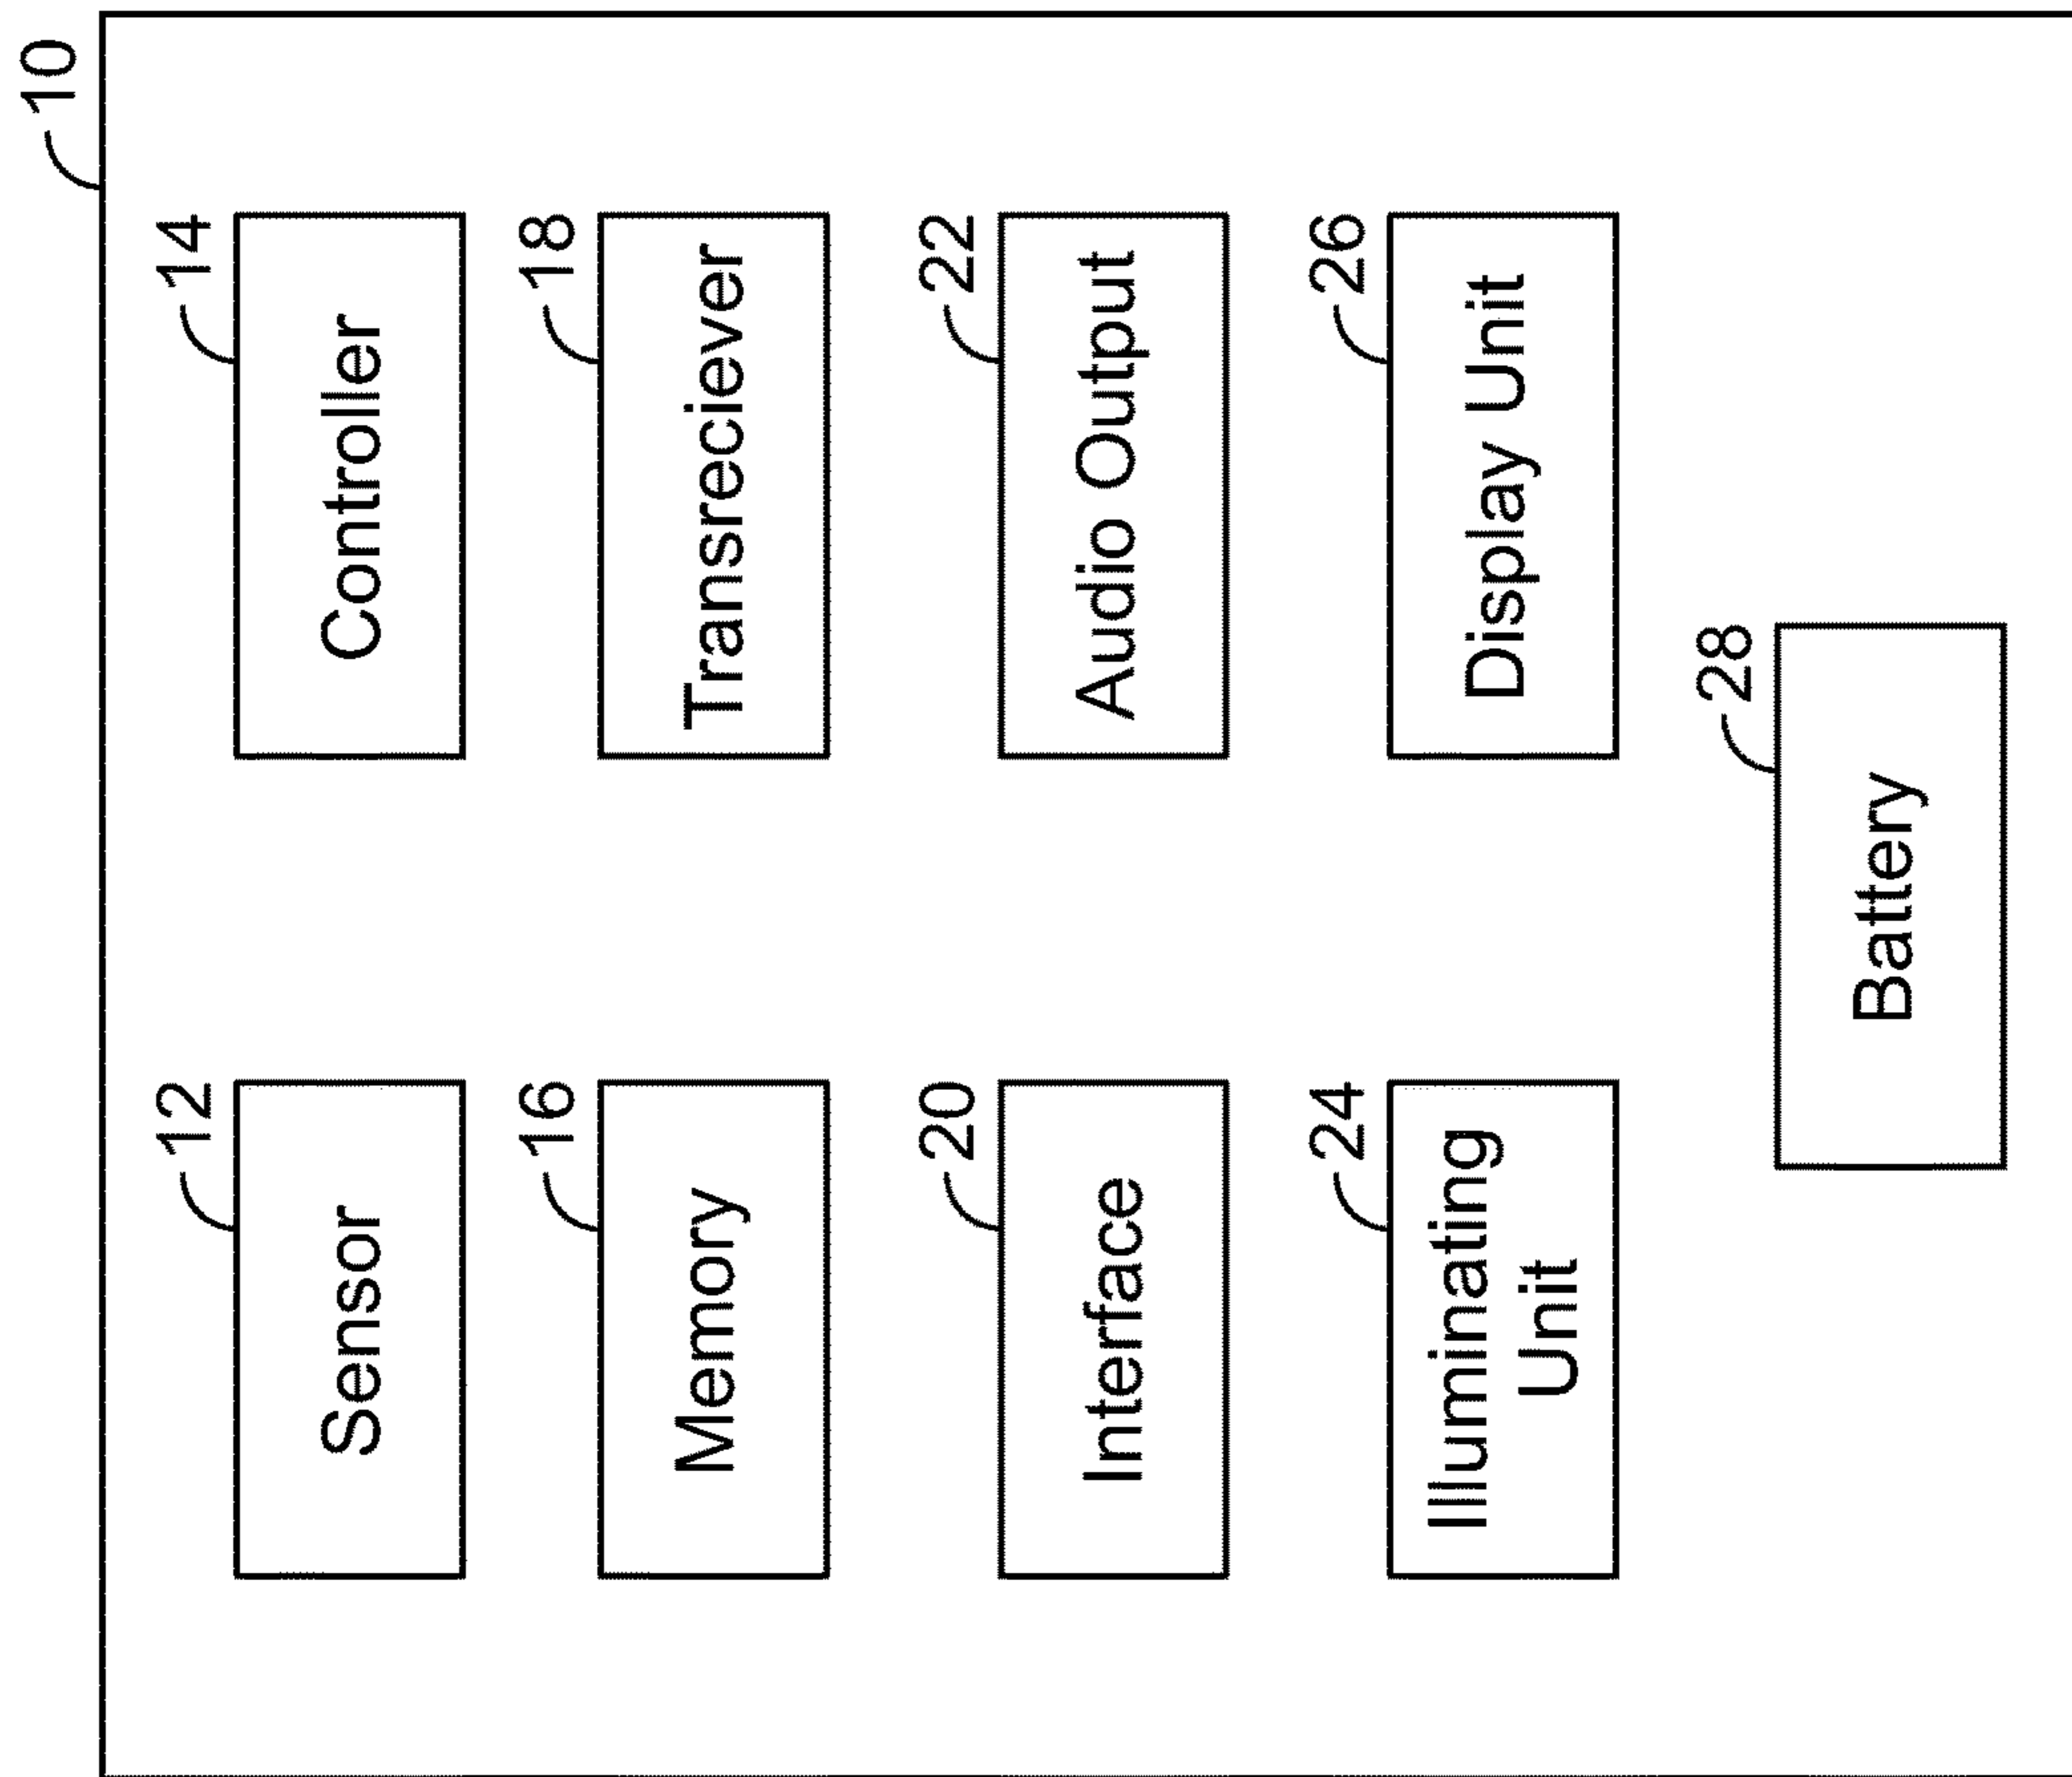 10
12
14
Sensor
Controller
16
18
Memory
Transreciever
20
22
Interface
Audio Output
24
26
Illuminating
Unit
Display Unit
28
Battery